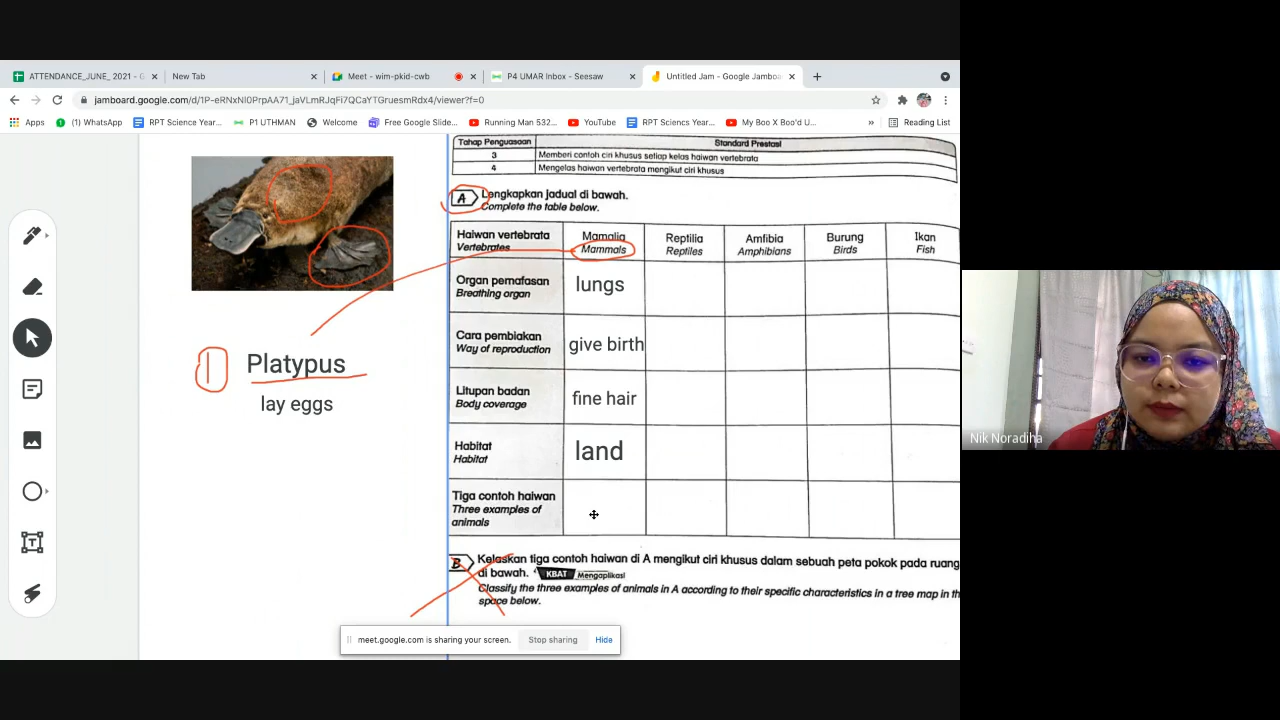 ATTENDANCE_JUNE_ 2021 - G
New Tab
Meet - wim-pkid-cwb
P4 UMAR Inbox - Seesaw
Untitled Jam - Google Jamboa
jamboard.google.com/d/1P-eRNxNI0PrpAA71_jaVLmRJqFi7QCaYTGruesmRdx4/viewer?f=0
Apps
(1) WhatsApp
RPT Science Year...
P1 UTHMAN
Welcome
Free Google Slide...
Running Man 532...
YouTube
RPT Sciencs Year...
My Boo X Boo'd U...
»
Reading List
Tahap Penguasaan Standard Prestasi
3 Memberi contoh ciri khusus setiap kelas haiwan vertebrata
4 Mengelas haiwan vertebrata mengikut ciri khusus
A Lengkapkan jadual di bawah.
Complete the table below.
Haiwan vertebrata Mamalia Reptilia Amfibia Burung Ikan
Vertebrates Mammals Reptiles Amphibians Birds Fish
Organ pernafasan
Breathing organ
lungs
Cara pembiakan
Way of reproduction
give birth
Litupan badan
Body coverage
fine hair
Habitat
Habitat
land
Tiga contoh haiwan
Three examples of
animals
1 Platypus
lay eggs
B Kelaskan tiga contoh haiwan di A mengikut ciri khusus dalam sebuah peta pokok pada ruang
di bawah. KBAT Mengaplikasi
Classify the three examples of animals in A according to their specific characteristics in a tree map in th
space below.
meet.google.com is sharing your screen. Stop sharing Hide
Nik Noradiha